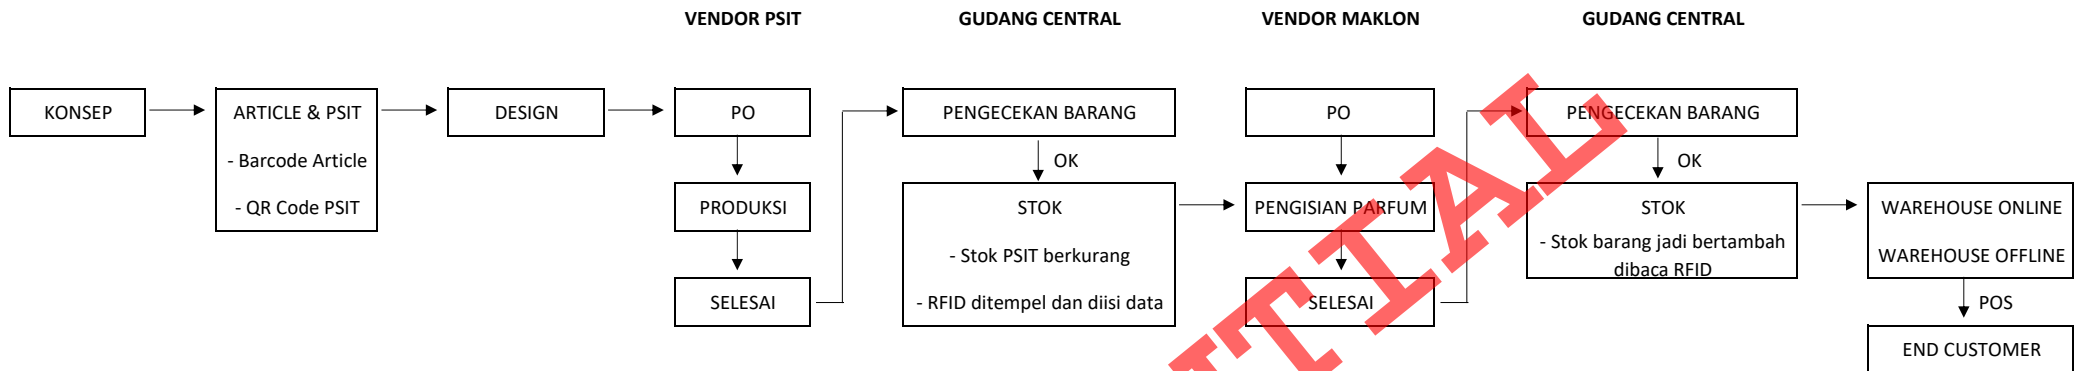 VENDOR PSIT
GUDANG CENTRAL
VENDOR MAKLON
GUDANG CENTRAL
KONSEP
ARTICLE & PSIT
- Barcode Article
- QR Code PSIT
DESIGN
PO
PRODUKSI
SELESAI
PENGECEKAN BARANG
OK
STOK
- Stok PSIT berkurang
- RFID ditempel dan diisi data
PO
PENGISIAN PARFUM
SELESAI
PENGECEKAN BARANG
OK
STOK
- Stok barang jadi bertambah
dibaca RFID
WAREHOUSE ONLINE
WAREHOUSE OFFLINE
POS
END CUSTOMER
TIAL